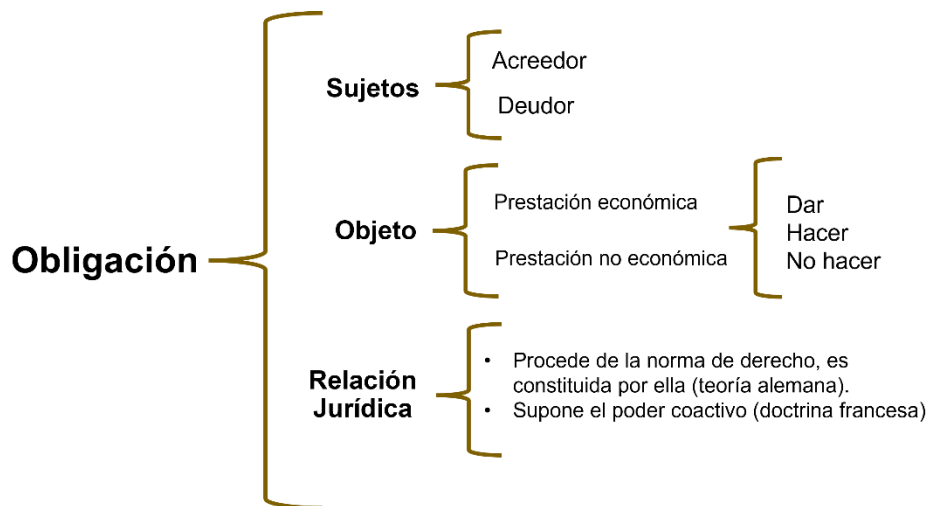 Obligación
Sujetos
Acreedor
Deudor
Objeto
Prestación económica
Prestación no económica
Dar
Hacer
No hacer
Relación
Jurídica
• Procede de la norma de derecho, es
constituida por ella (teoría alemana).
• Supone el poder coactivo (doctrina francesa)